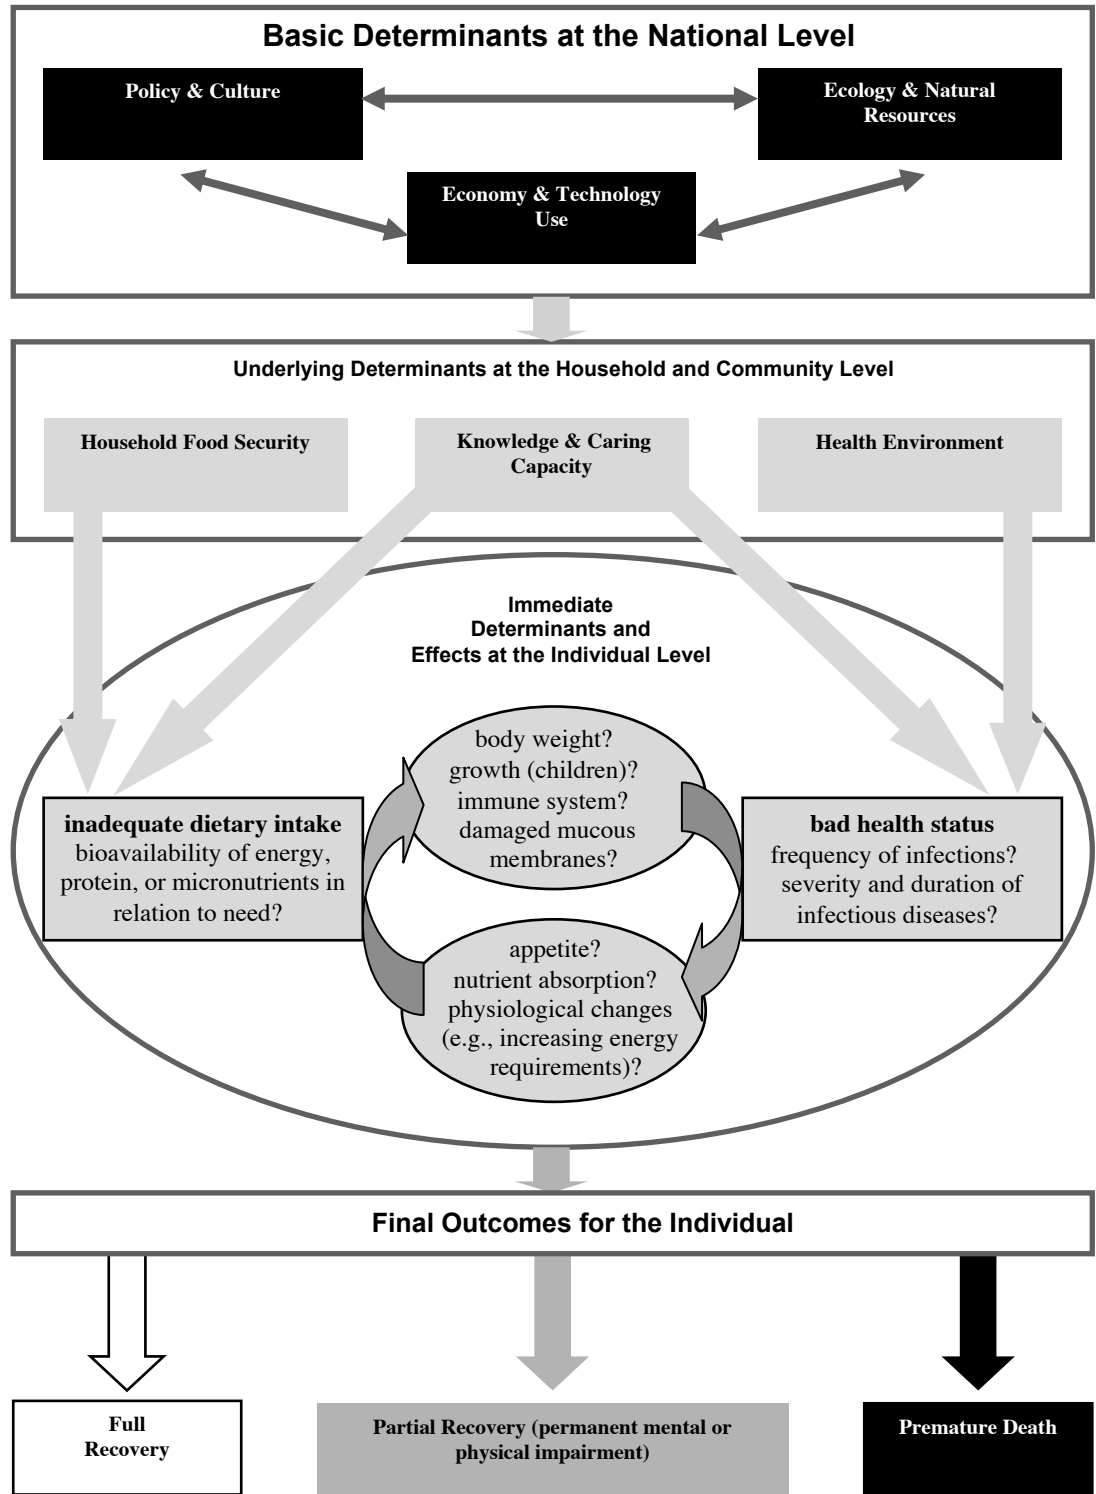 Basic Determinants at the National Level
Policy & Culture
Ecology & Natural
Resources
Economy & Technology
Use
Underlying Determinants at the Household and Community Level
Household Food Security
Knowledge & Caring
Capacity
Health Environment
Immediate
Determinants and
Effects at the Individual Level
body weight?
growth (children)?
immune system?
damaged mucous
membranes?
inadequate dietary intake
bioavailability of energy,
protein, or micronutrients in
relation to need?
bad health status
frequency of infections?
severity and duration of
infectious diseases?
appetite?
nutrient absorption?
physiological changes
(e.g., increasing energy
requirements)?
Final Outcomes for the Individual
Full
Recovery
Partial Recovery (permanent mental or
physical impairment)
Premature Death